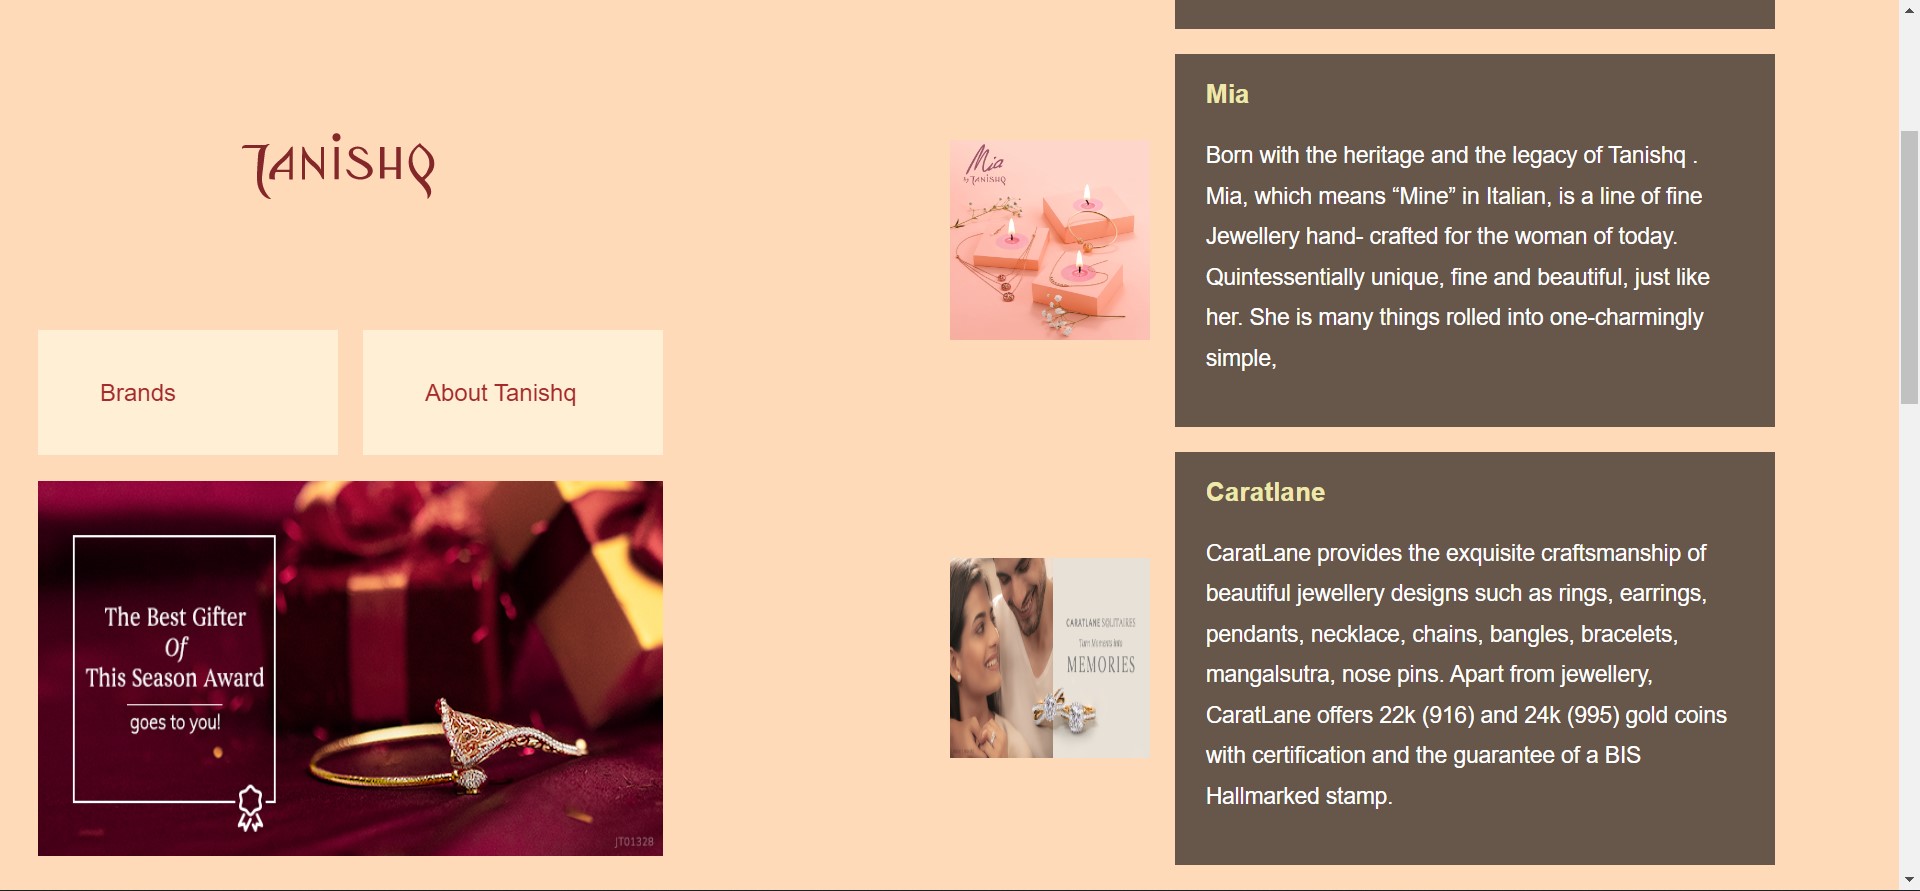 TANISHQ
Brands
About Tanishq
The Best Gifter
Of
This Season Award
goes to you!
JT01328
Mia
by TANISHQ
Mia
Born with the heritage and the legacy of Tanishq .
Mia, which means “Mine” in Italian, is a line of fine
Jewellery hand- crafted for the woman of today.
Quintessentially unique, fine and beautiful, just like
her. She is many things rolled into one-charmingly
simple,
CARATLANE SOLITAIRES
Turn Moments Into
MEMORIES
Caratlane
CaratLane provides the exquisite craftsmanship of
beautiful jewellery designs such as rings, earrings,
pendants, necklace, chains, bangles, bracelets,
mangalsutra, nose pins. Apart from jewellery,
CaratLane offers 22k (916) and 24k (995) gold coins
with certification and the guarantee of a BIS
Hallmarked stamp.